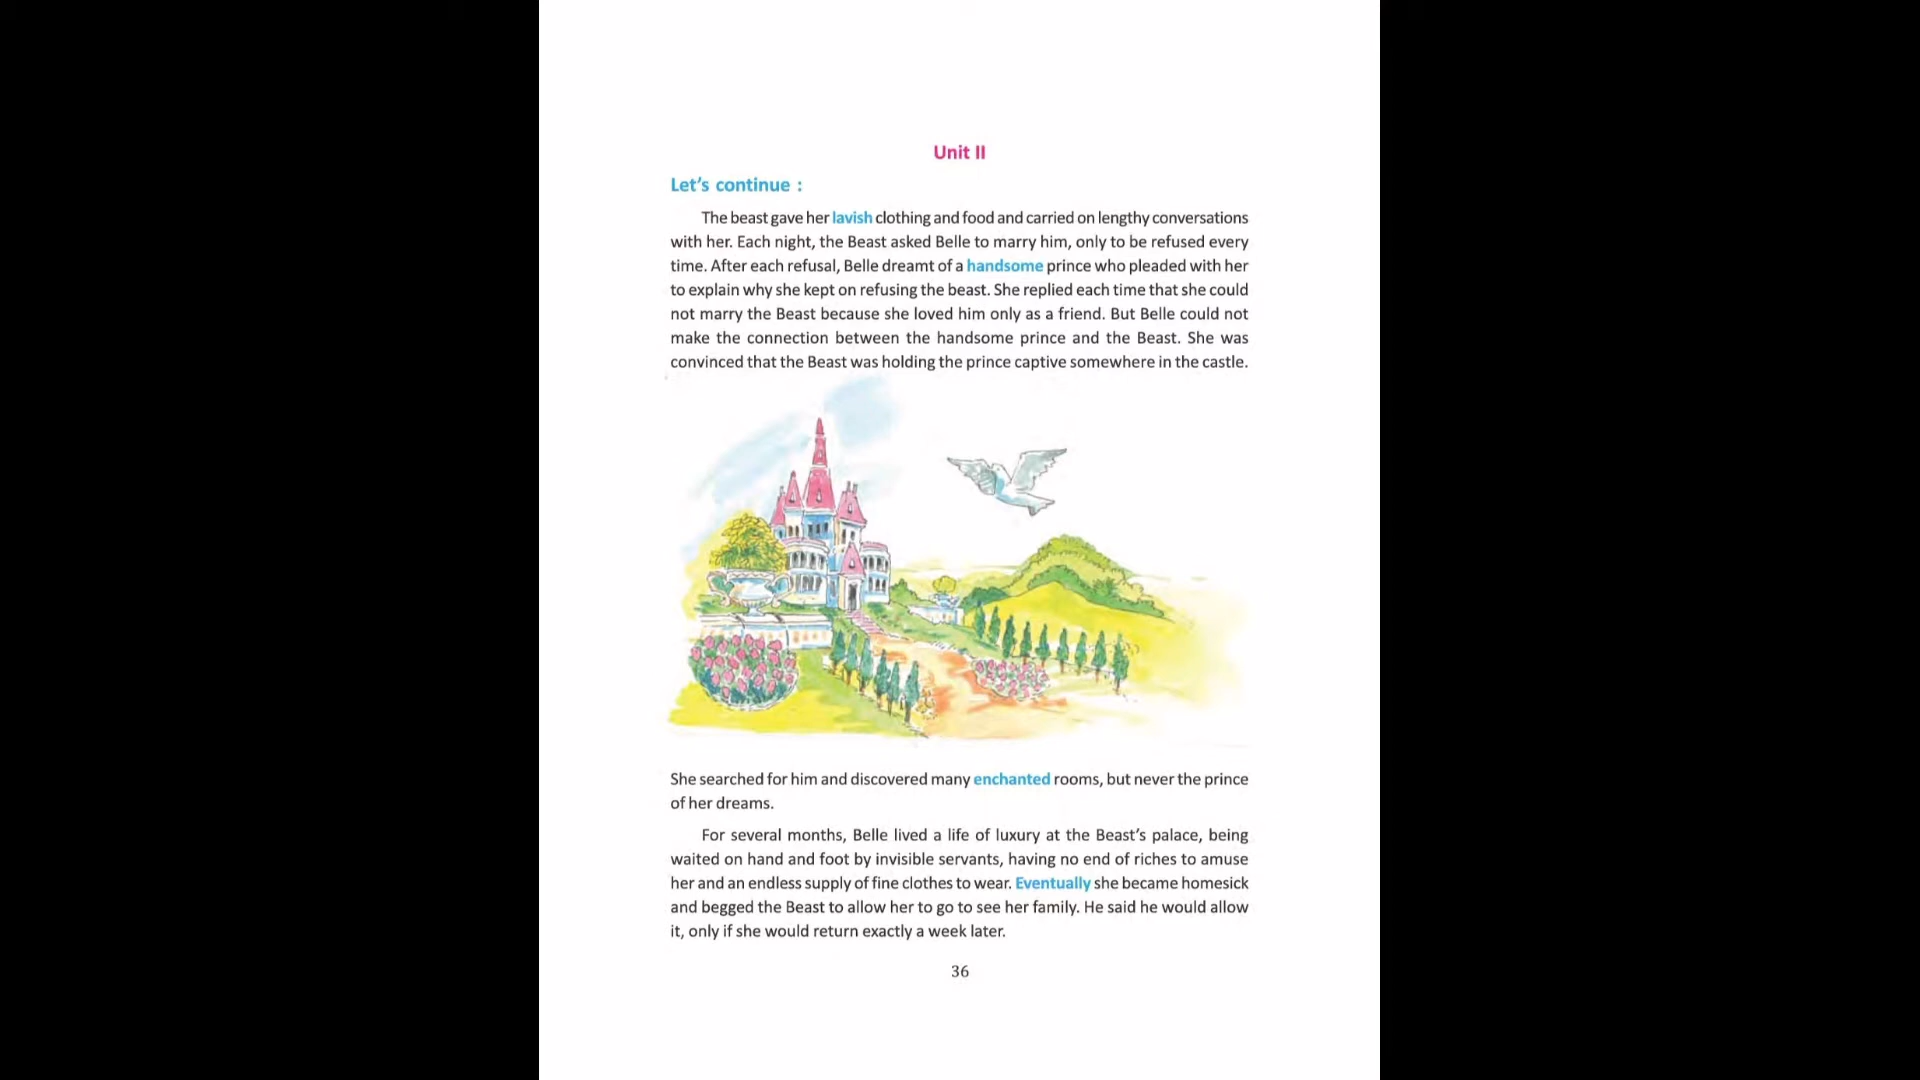 Unit II
Let's continue :
The beast gave her lavish clothing and food and carried on lengthy conversations
with her. Each night, the Beast asked Belle to marry him, only to be refused every
time. After each refusal, Belle dreamt of a handsome prince who pleaded with her
to explain why she kept on refusing the beast. She replied each time that she could
not marry the Beast because she loved him only as a friend. But Belle could not
make the connection between the handsome prince and the Beast. She was
convinced that the Beast was holding the prince captive somewhere in the castle.
She searched for him and discovered many enchanted rooms, but never the prince
of her dreams.
For several months, Belle lived a life of luxury at the Beast's palace, being
waited on hand and foot by invisible servants, having no end of riches to amuse
her and an endless supply of fine clothes to wear. Eventually she became homesick
and begged the Beast to allow her to go to see her family. He said he would allow
it, only if she would return exactly a week later.
36